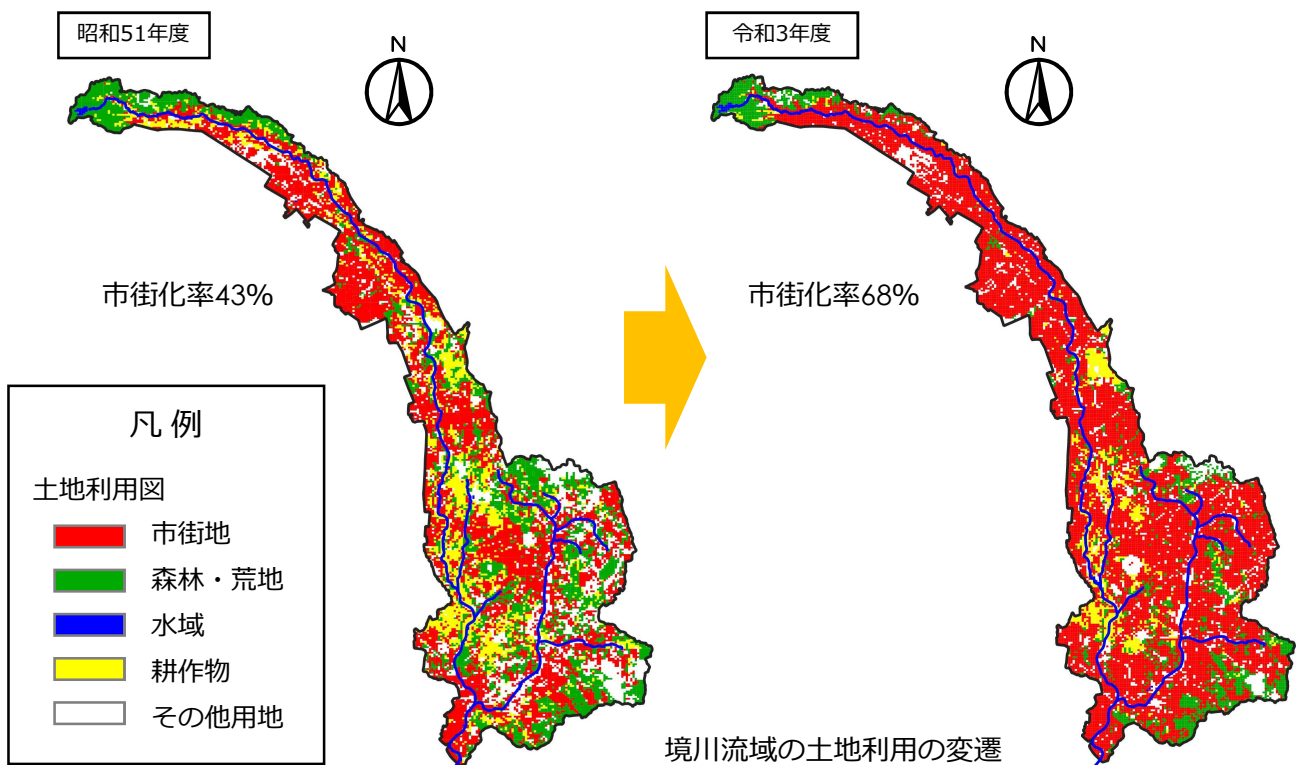 昭和51年度
N
市街化率43%
令和3年度
N
市街化率68%
凡 例
土地利用図
市街地
森林・荒地
水域
耕作物
その他用地
境川流域の土地利用の変遷